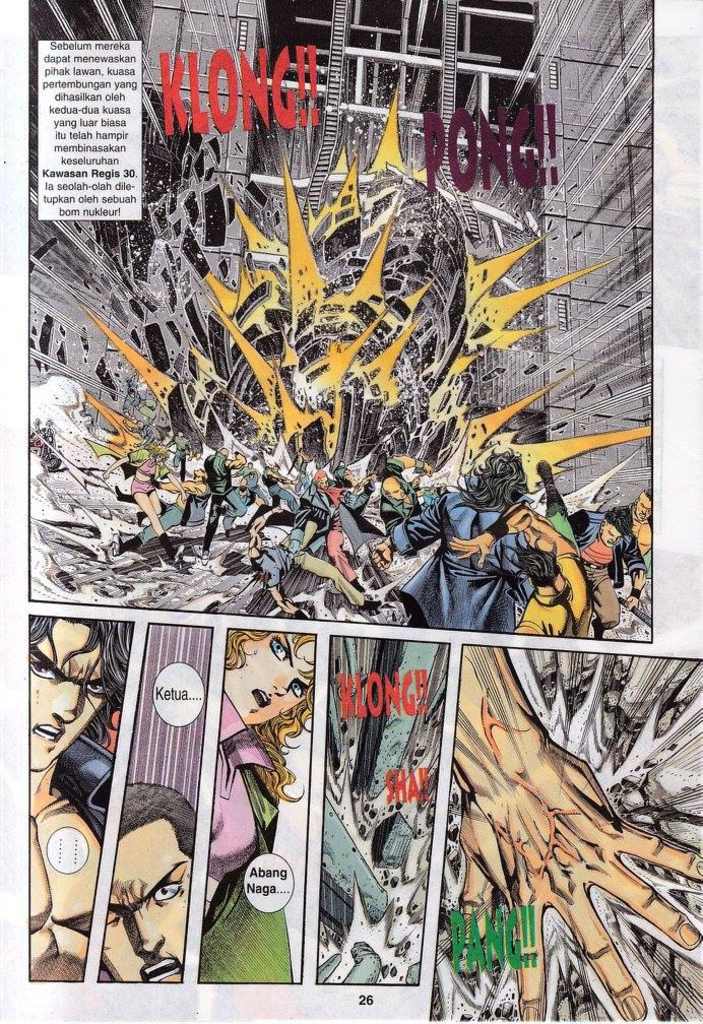 Sebelum mereka
dapat menewaskan
pihak lawan, kuasa
pertembungan yang
dihasilkan oleh
kedua-dua kuasa
yang luar biasa
itu telah hampir
membinasakan
keseluruhan
Kawasan Regis 30.
Ia seolah-olah dile-
tupkan oleh sebuah
bom nukleur!
KLONG!!
PONG!!
Ketua....
Abang
Naga....
KLONG!!
SHA!!
PANG!!
26